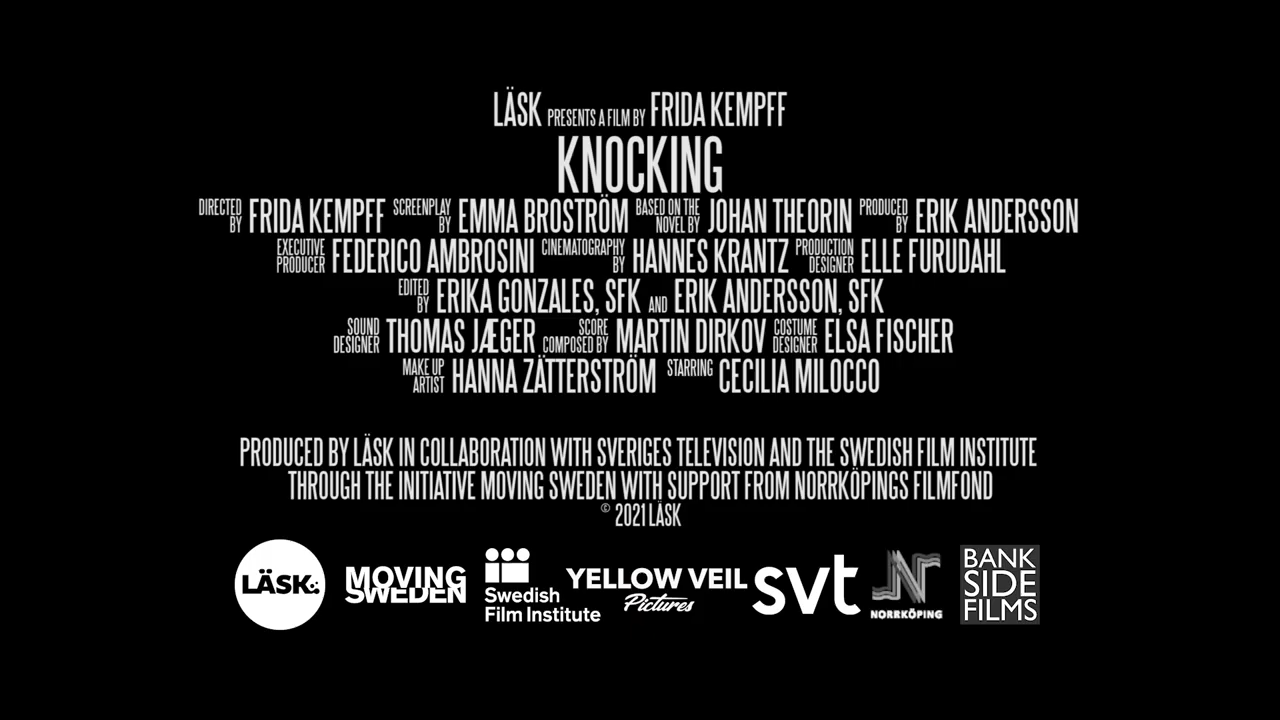 LÄSK PRESENTS A FILM BY FRIDA KEMPFF
KNOCKING
DIRECTED BY FRIDA KEMPFF SCREENPLAY BY EMMA BROSTRÖM BASED ON THE NOVEL BY JOHAN THEORIN PRODUCED BY ERIK ANDERSSON
EXECUTIVE PRODUCER FEDERICO AMBROSINI CINEMATOGRAPHY BY HANNES KRANTZ PRODUCTION DESIGNER ELLE FURUDAHL
EDITED BY ERIKA GONZALES, SFK AND ERIK ANDERSSON, SFK
SOUND DESIGNER THOMAS JÆGER SCORE COMPOSED BY MARTIN DIRKOV COSTUME DESIGNER ELSA FISCHER
MAKE UP ARTIST HANNA ZÄTTERSTRÖM STARRING CECILIA MILOCCO
PRODUCED BY LÄSK IN COLLABORATION WITH SVERIGES TELEVISION AND THE SWEDISH FILM INSTITUTE
THROUGH THE INITIATIVE MOVING SWEDEN WITH SUPPORT FROM NORRKÖPINGS FILMFOND
© 2021 LÄSK
LÄSK
MOVING
SWEDEN
Swedish
Film Institute
YELLOW VEIL
Pictures
svt
N
NORRKÖPING
BANK
SIDE
FILMS